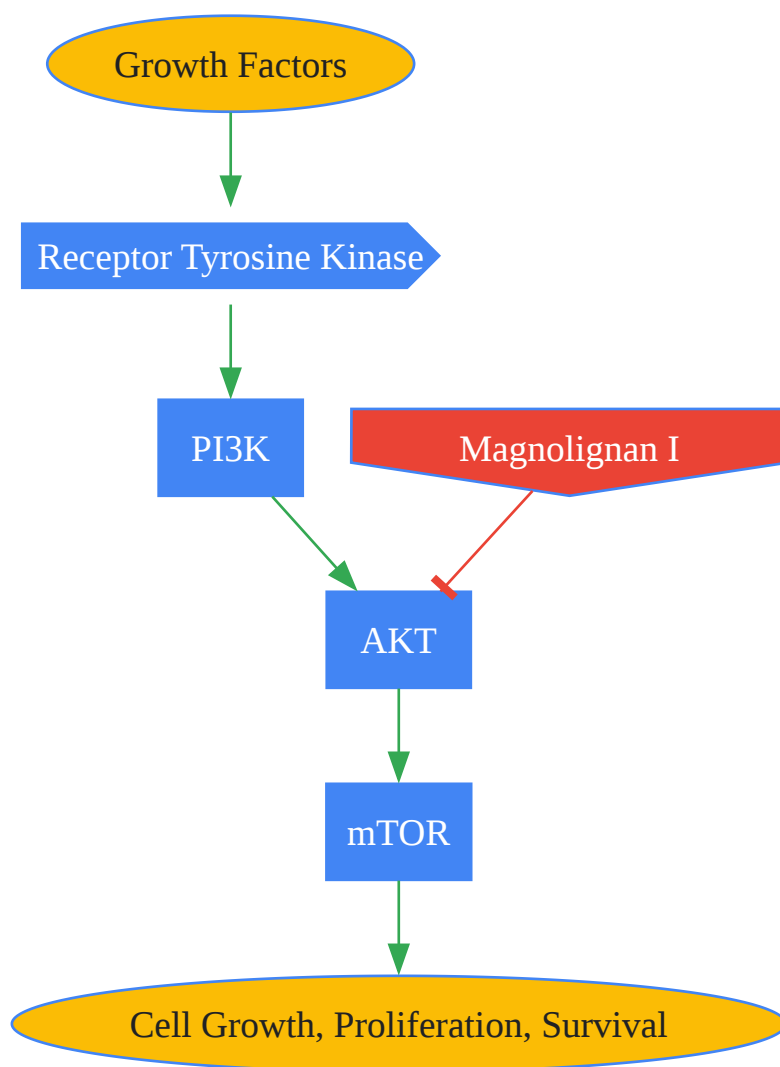 Growth Factors
Receptor Tyrosine Kinase
PI3K
Magnolignan I
AKT
mTOR
Cell Growth, Proliferation, Survival